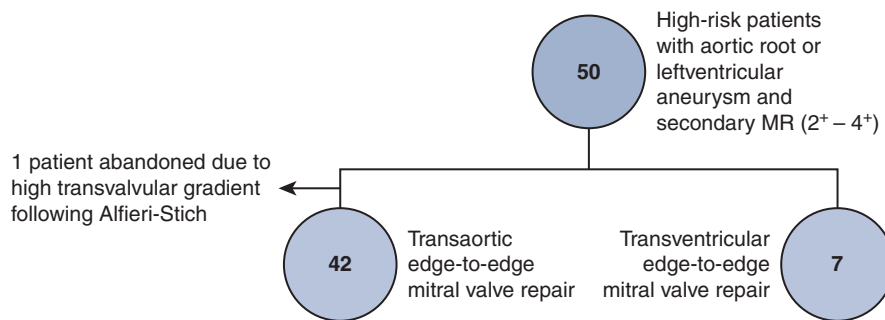 50
High-risk patients
with aortic root or
leftventricular
aneurysm and
secondary MR (2+ – 4+)
1 patient abandoned due to
high transvalvular gradient
following Alfieri-Stich
42
Transaortic
edge-to-edge
mitral valve repair
Transventricular
edge-to-edge
mitral valve repair
7